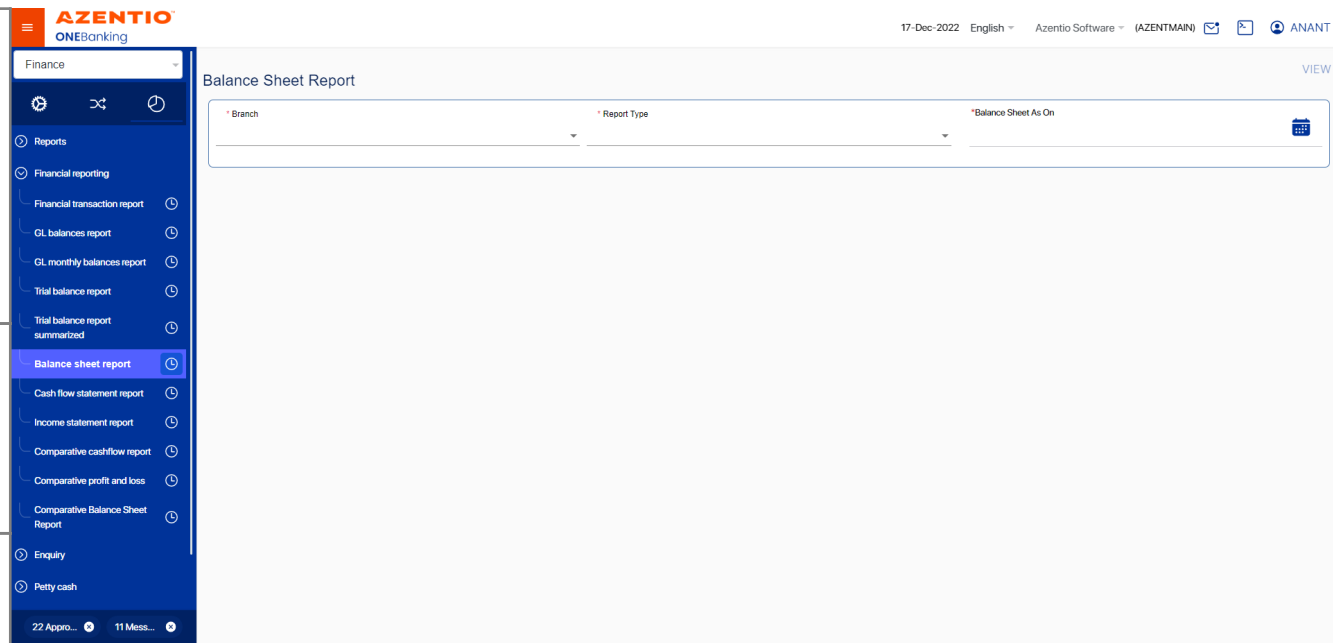 AZENTIO
ONEBanking
17-Dec-2022 English Azentio Software (AZENTMAIN) ANANT
Finance
VIEW
Balance Sheet Report
* Branch
* Report Type
*Balance Sheet As On
Reports
Financial reporting
Financial transaction report
GL balances report
GL monthly balances report
Trial balance report
Trial balance report
summarized
Balance sheet report
Cash flow statement report
Income statement report
Comparative cashflow report
Comparative profit and loss
Comparative Balance Sheet
Report
Enquiry
Petty cash
22 Appro... 11 Mess...